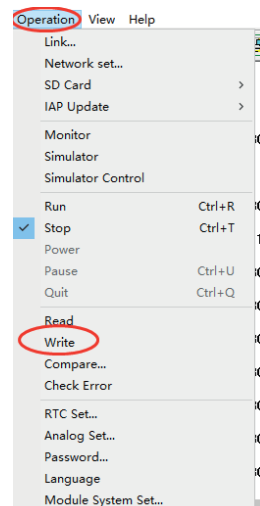 Operation View Help
Link...
Network set...
SD Card >
IAP Update >
Monitor
Simulator
Simulator Control
Run Ctrl+R
Stop Ctrl+T
Power
Pause Ctrl+U
Quit Ctrl+Q
Read
Write
Compare...
Check Error
RTC Set...
Analog Set...
Password...
Language
Module System Set...